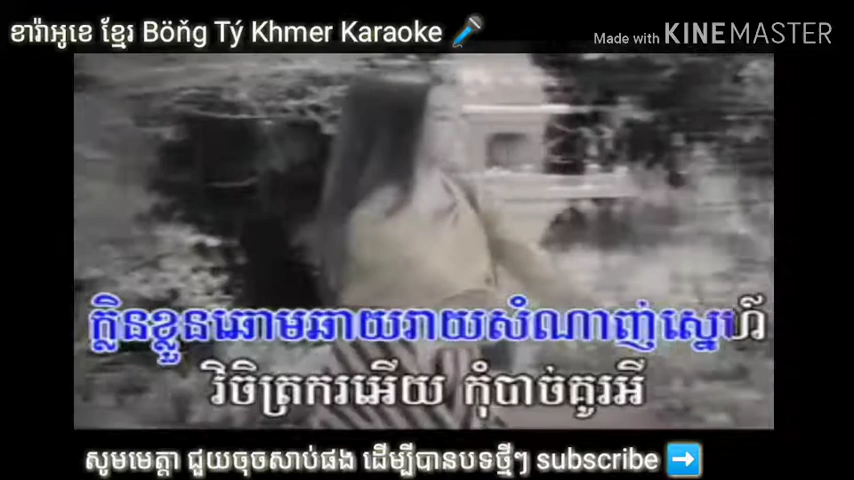 ខារ៉ាអូខេ ខ្មែរ Böňg Tý Khmer Karaoke 🎤
Made with KINEMASTER
ក្លិនខ្លួនឆោមឆាយរាយសំណាញ់ស្នេហ៍
វិចិត្រករអើយ កុំបាច់គូរអី
សូមមេត្តា ជួយចុចសាប់ផង ដើម្បីបានបទថ្មីៗ subscribe ➡️